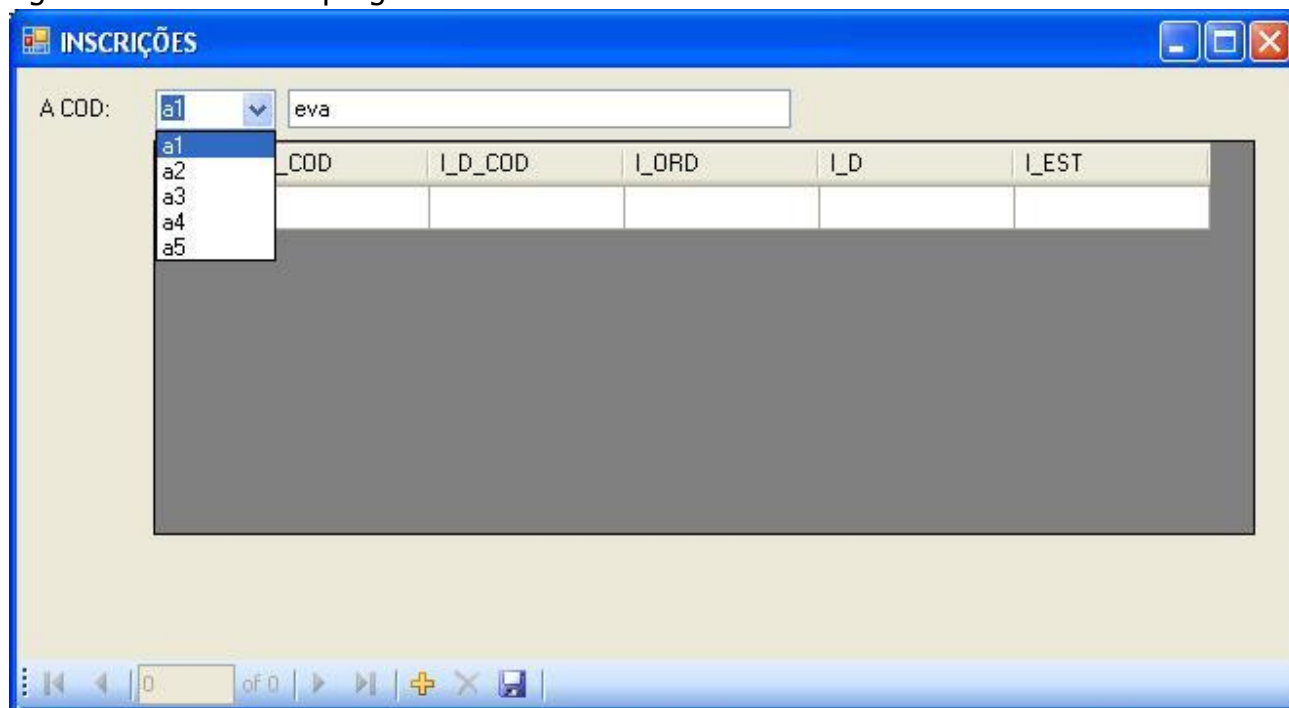 INSCRIÇÕES
A COD: a1 eva
a1
a2
a3
a4
a5
_COD I_D_COD I_ORD I_D I_EST
0 of 0